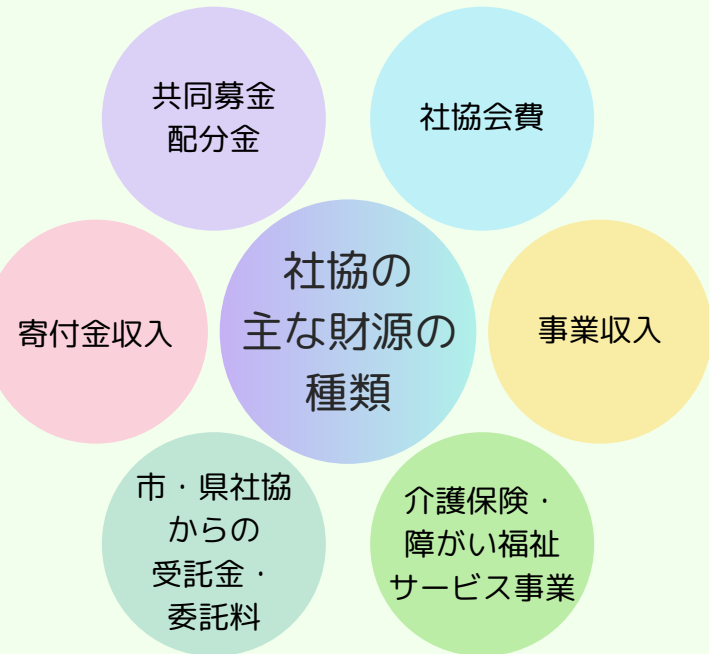 共同募金
配分金
社協会費
社協の
主な財源の
種類
寄付金収入
事業収入
市・県社協
からの
受託金・
委託料
介護保険・
障がい福祉
サービス事業